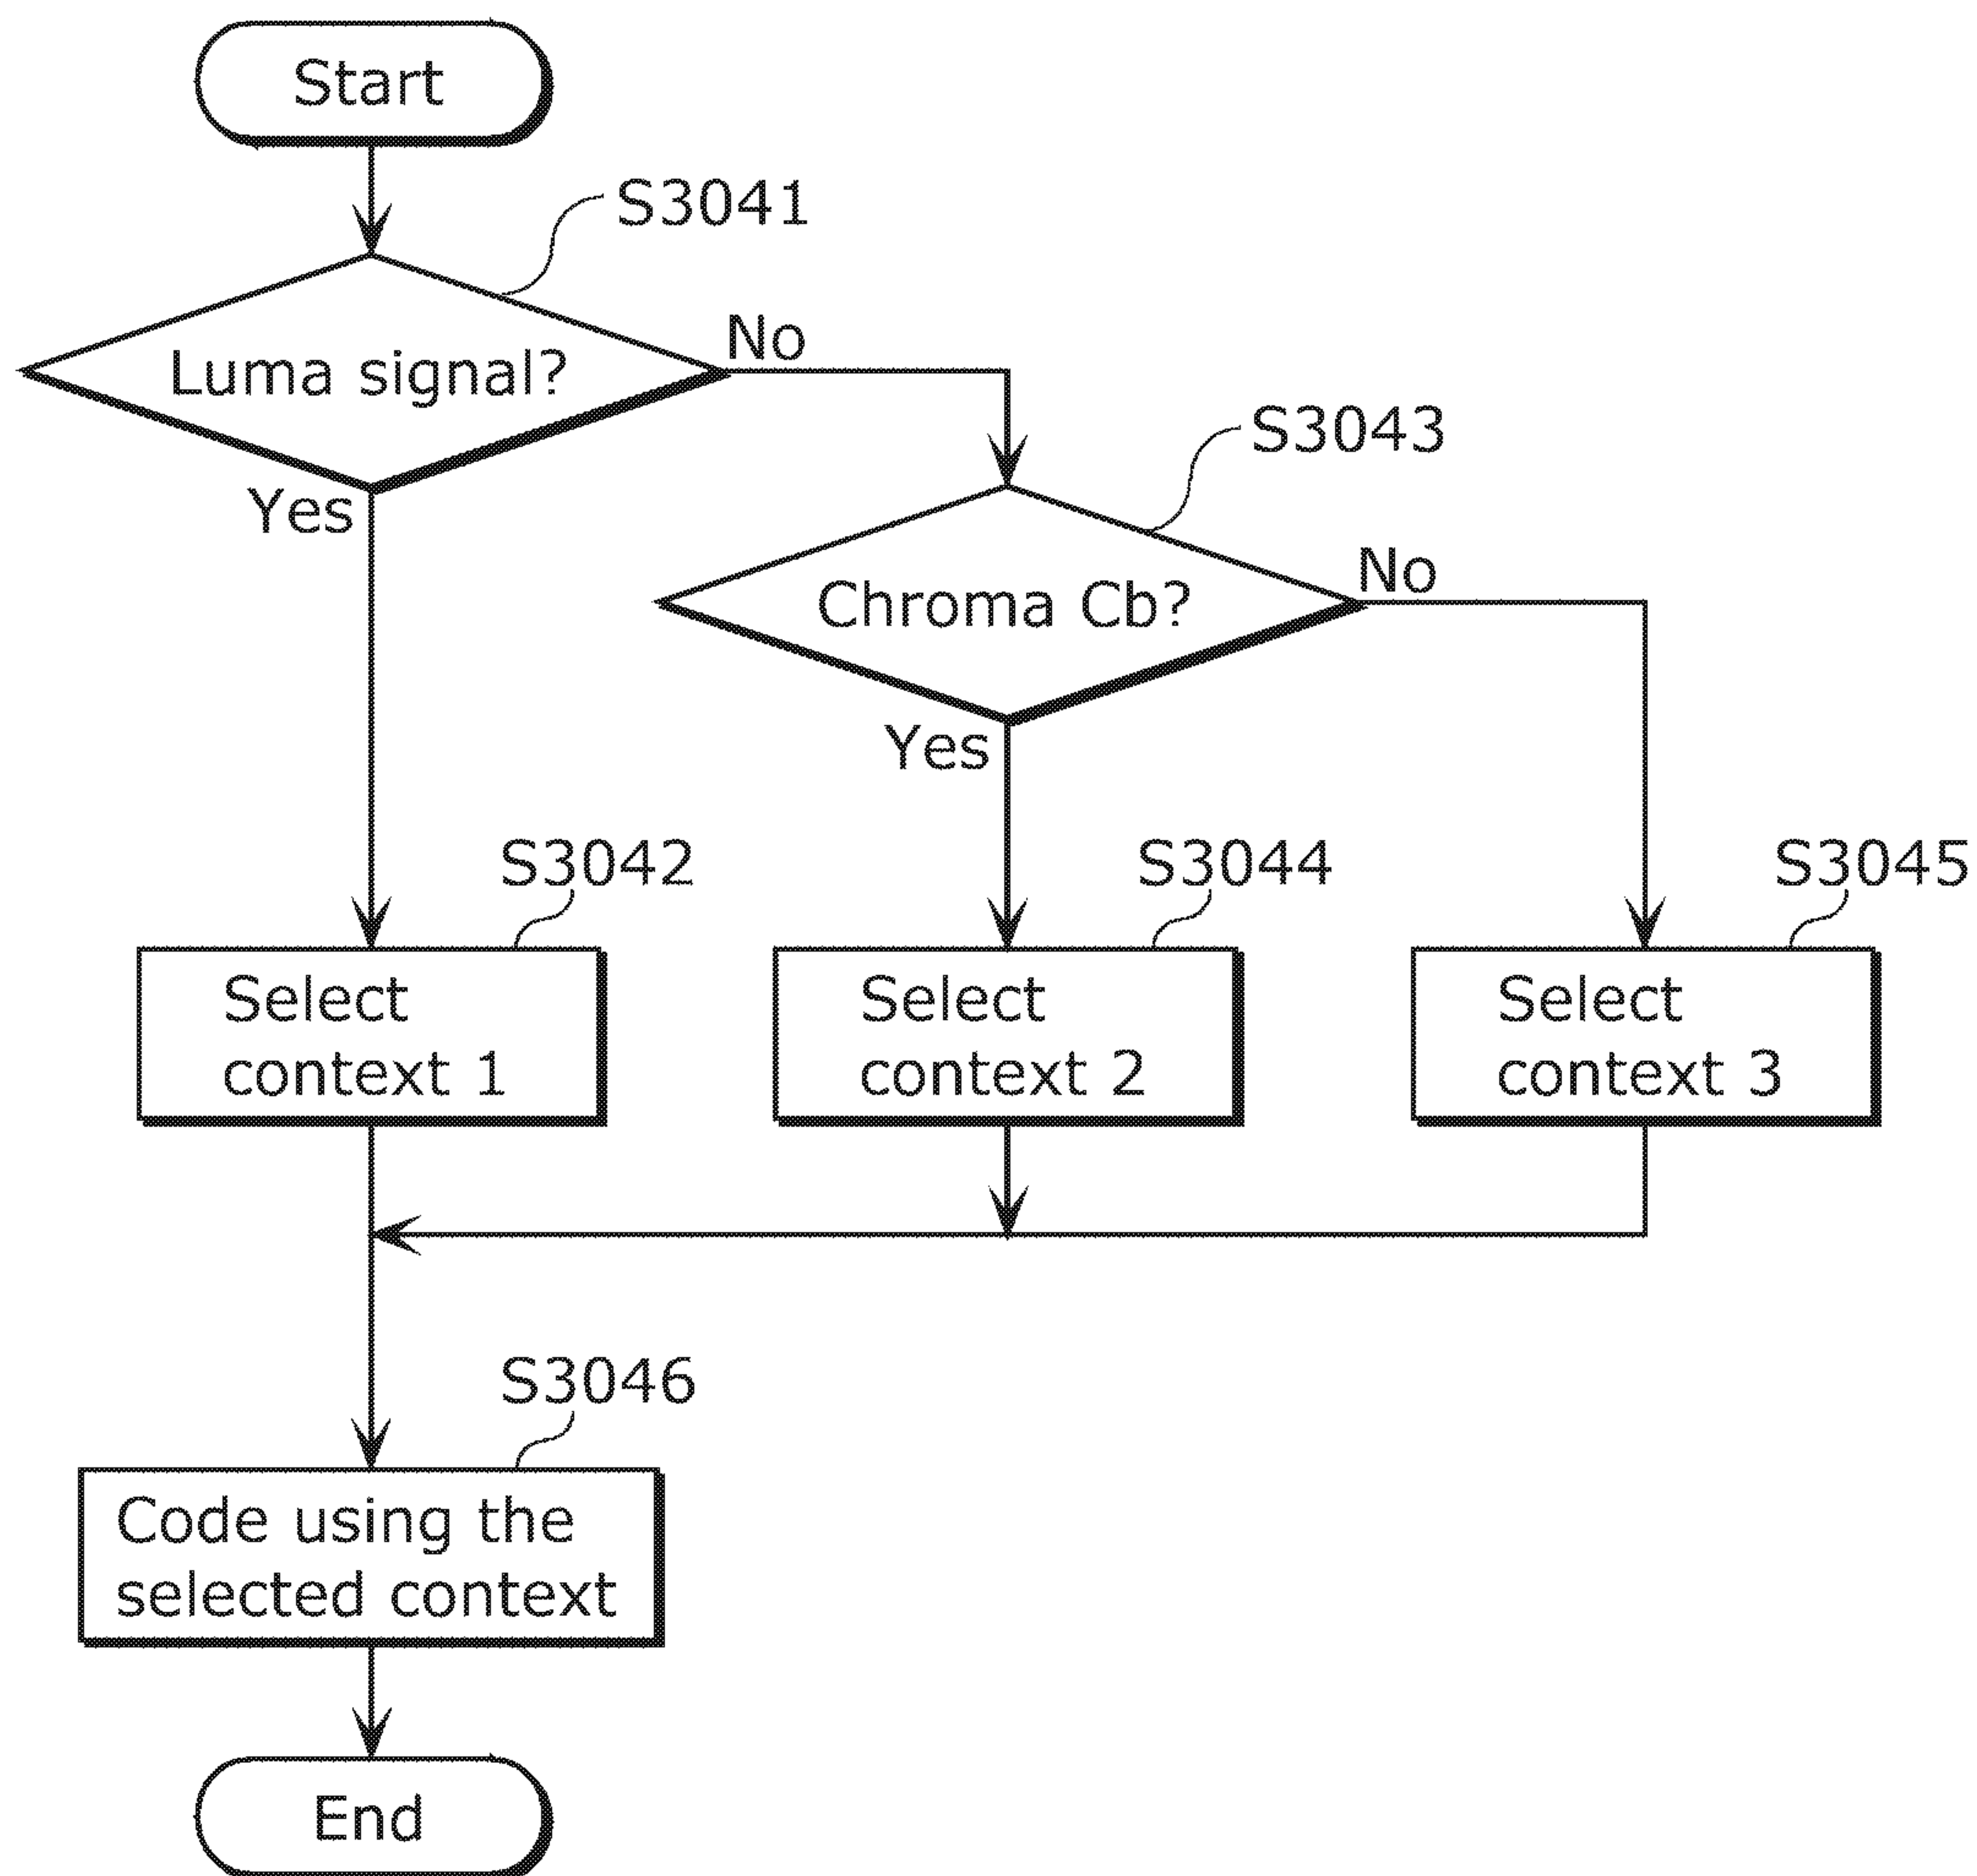 Start
S3041
Luma signal?
No
Yes
S3043
Chroma Cb?
No
Yes
S3042
Select
context 1
S3044
Select
context 2
S3045
Select
context 3
S3046
Code using the
selected context
End